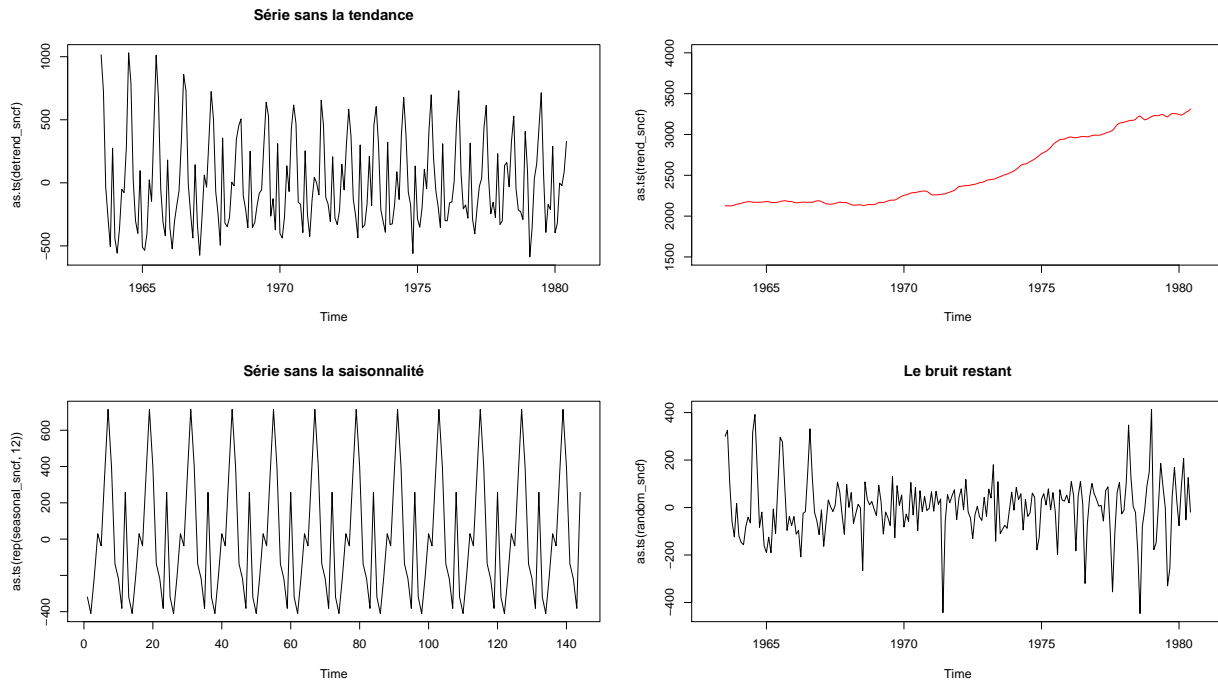 Série sans la tendance
as.ts(detrend_sncf)
1000
500
0
−500
1965 1970 1975 1980
Time
as.ts(trend_sncf)
4000
3500
3000
2500
2000
1500
1965 1970 1975 1980
Time
Série sans la saisonnalité
as.ts(rep(seasonal_sncf, 12))
600
400
200
0
−400
0 20 40 60 80 100 120 140
Time
Le bruit restant
as.ts(random_sncf)
400
200
0
−200
−400
1965 1970 1975 1980
Time